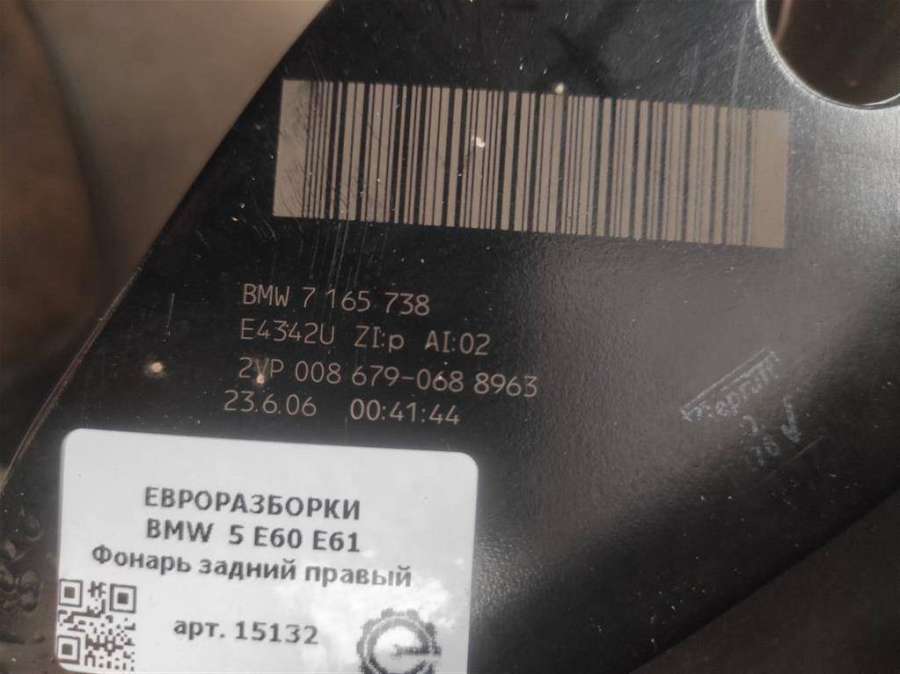 BMW 7 165 738
E4342U ZI:p AI:02
2VP 008 679-068 8963
23.6.06 00:41:44
geprüft
ЕВРОРАЗБОРКИ
BMW 5 E60 E61
Фонарь задний правый
арт. 15132